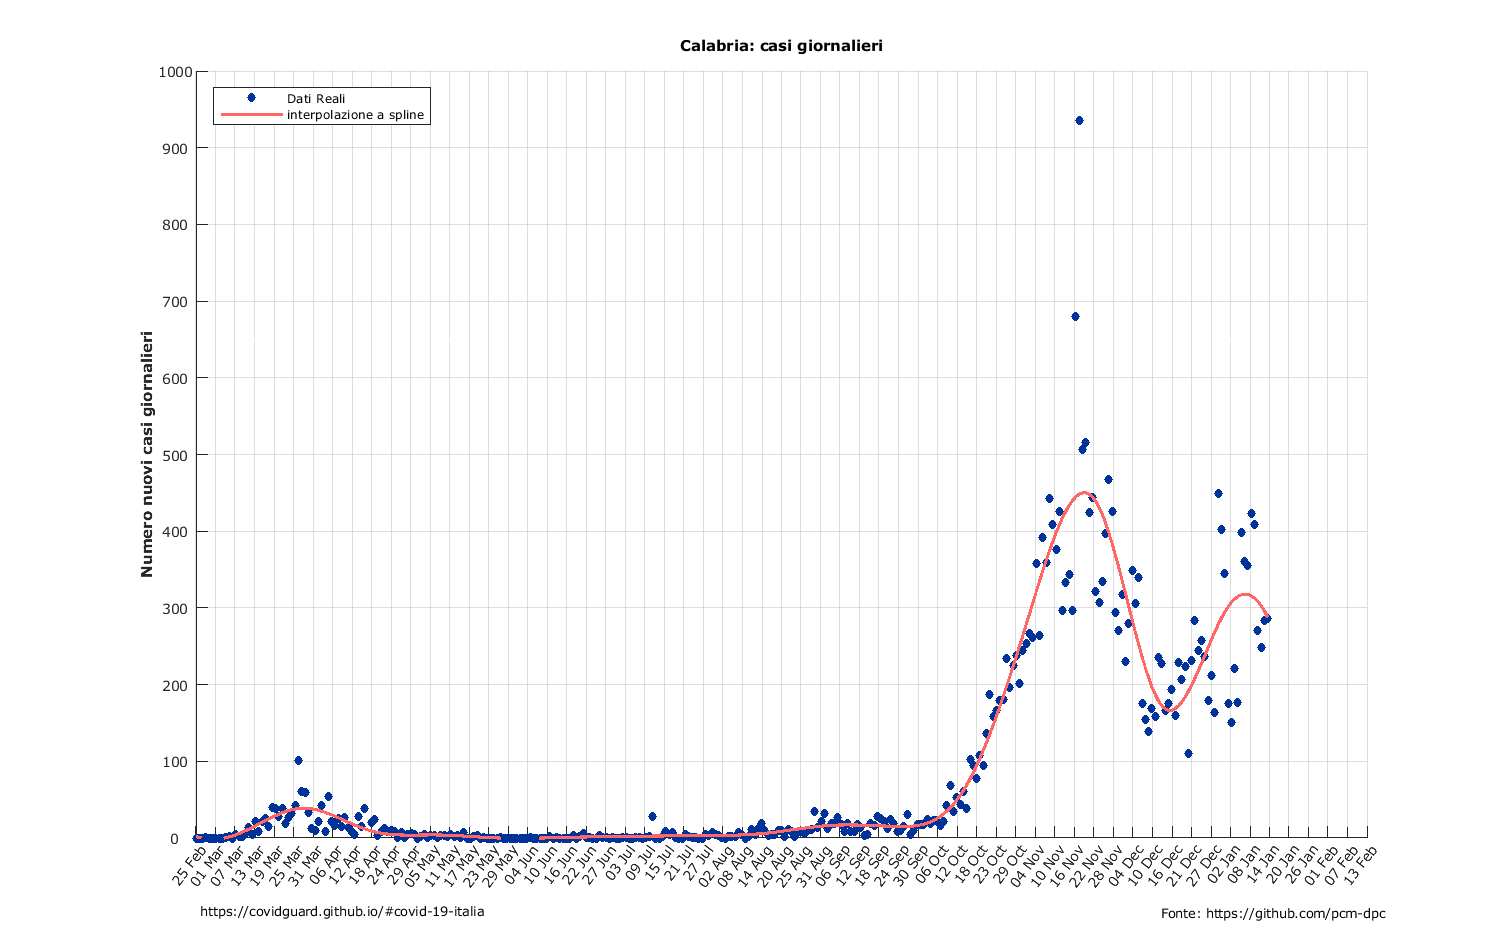 Calabria: casi giornalieri
Dati Reali
interpolazione a spline
Numero nuovi casi giornalieri
1000
900
800
700
600
500
400
300
200
100
0
25 Feb
01 Mar
07 Mar
13 Mar
19 Mar
25 Mar
31 Mar
06 Apr
12 Apr
18 Apr
24 Apr
29 Apr
05 May
11 May
17 May
23 May
29 May
04 Jun
10 Jun
16 Jun
22 Jun
27 Jun
03 Jul
09 Jul
15 Jul
21 Jul
27 Jul
02 Aug
08 Aug
14 Aug
20 Aug
25 Aug
31 Aug
06 Sep
12 Sep
18 Sep
24 Sep
30 Sep
06 Oct
12 Oct
18 Oct
23 Oct
29 Oct
04 Nov
10 Nov
16 Nov
22 Nov
28 Nov
04 Dec
10 Dec
16 Dec
21 Dec
27 Dec
02 Jan
08 Jan
14 Jan
20 Jan
26 Jan
01 Feb
07 Feb
13 Feb
https://covidguard.github.io/#covid-19-italia
Fonte: https://github.com/pcm-dpc